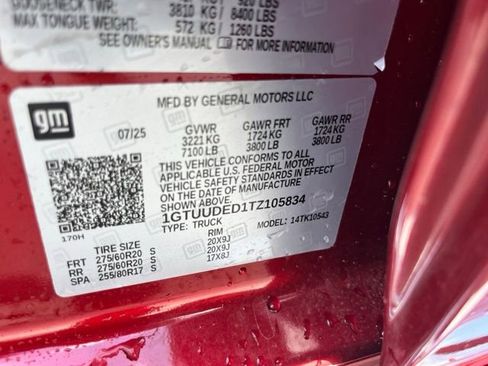 GOOSENECK TWR: 920 LBS
3810 KG / 8400 LBS
MAX TONGUE WEIGHT: 572 KG / 1260 LBS
SEE OWNER'S MANUAL FOR MORE INFORMATION
gm
MFD BY GENERAL MOTORS LLC
07/25 GVWR GAWR FRT GAWR RR
3221 KG 1724 KG 1724 KG
7100 LB 3800 LB 3800 LB
THIS VEHICLE CONFORMS TO ALL
APPLICABLE U.S. FEDERAL MOTOR
VEHICLE SAFETY STANDARDS IN EFFECT
ON THE DATE OF MANUFACTURE
1GTUUDED1TZ105834
TYPE: TRUCK MODEL: 14TK10543
170H
TIRE SIZE RIM
FRT 275/60R20 S 20X9J
RR 275/60R20 S 20X9J
SPA 255/80R17 S 17X8J